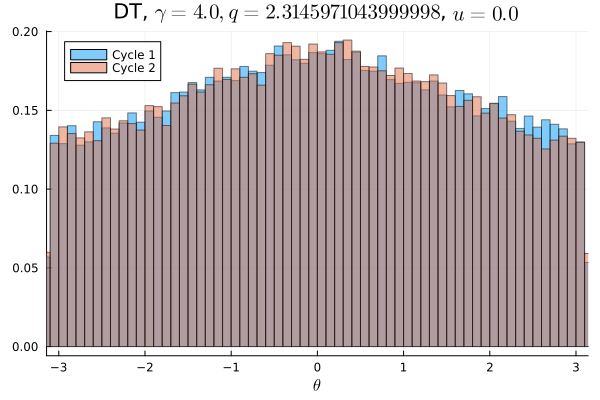 DT, γ = 4.0, q = 2.3145971043999998, u = 0.0
0.20
Cycle 1
Cycle 2
0.15
0.10
0.05
0.00
−3 −2 −1 0 1 2 3
θ